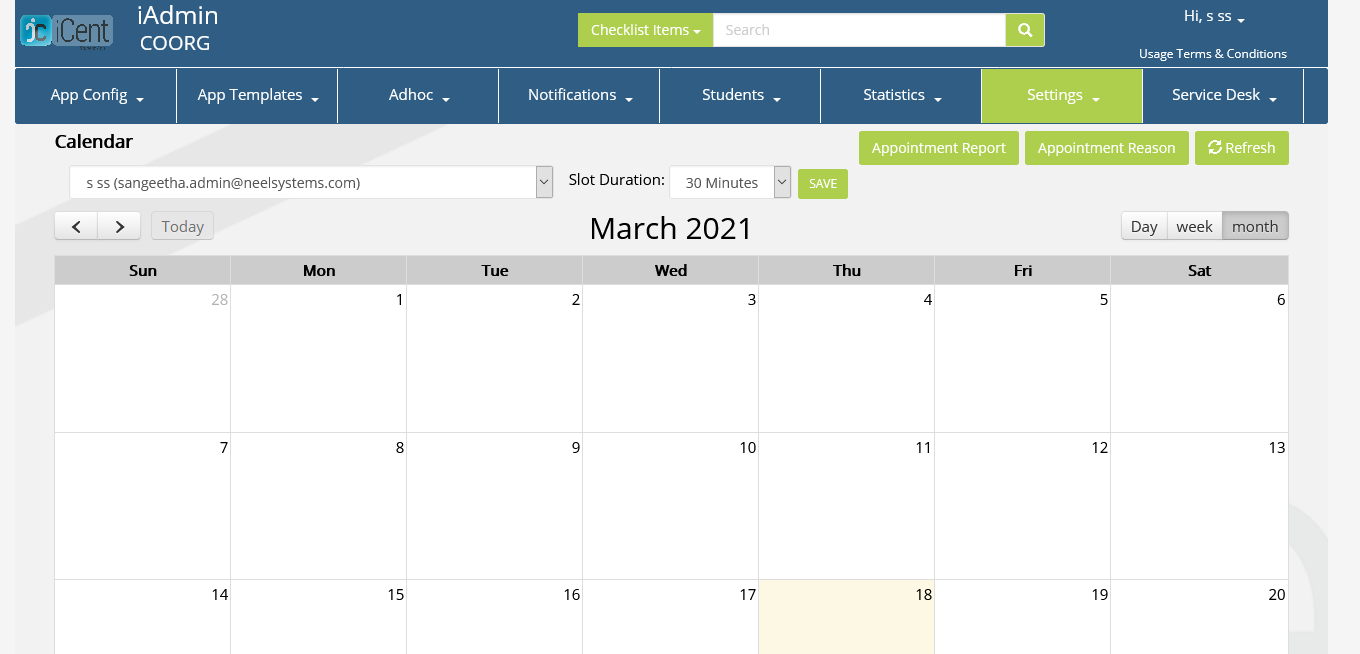 iCent
iAdmin
COORG
Checklist Items
Search
Hi, s ss
Usage Terms & Conditions
App Config
App Templates
Adhoc
Notifications
Students
Statistics
Settings
Service Desk
Calendar
Appointment Report
Appointment Reason
Refresh
s ss (sangeetha.admin@neelsystems.com)
Slot Duration:
30 Minutes
SAVE
Today
March 2021
Day
week
month
Sun Mon Tue Wed Thu Fri Sat
28 1 2 3 4 5 6
7 8 9 10 11 12 13
14 15 16 17 18 19 20